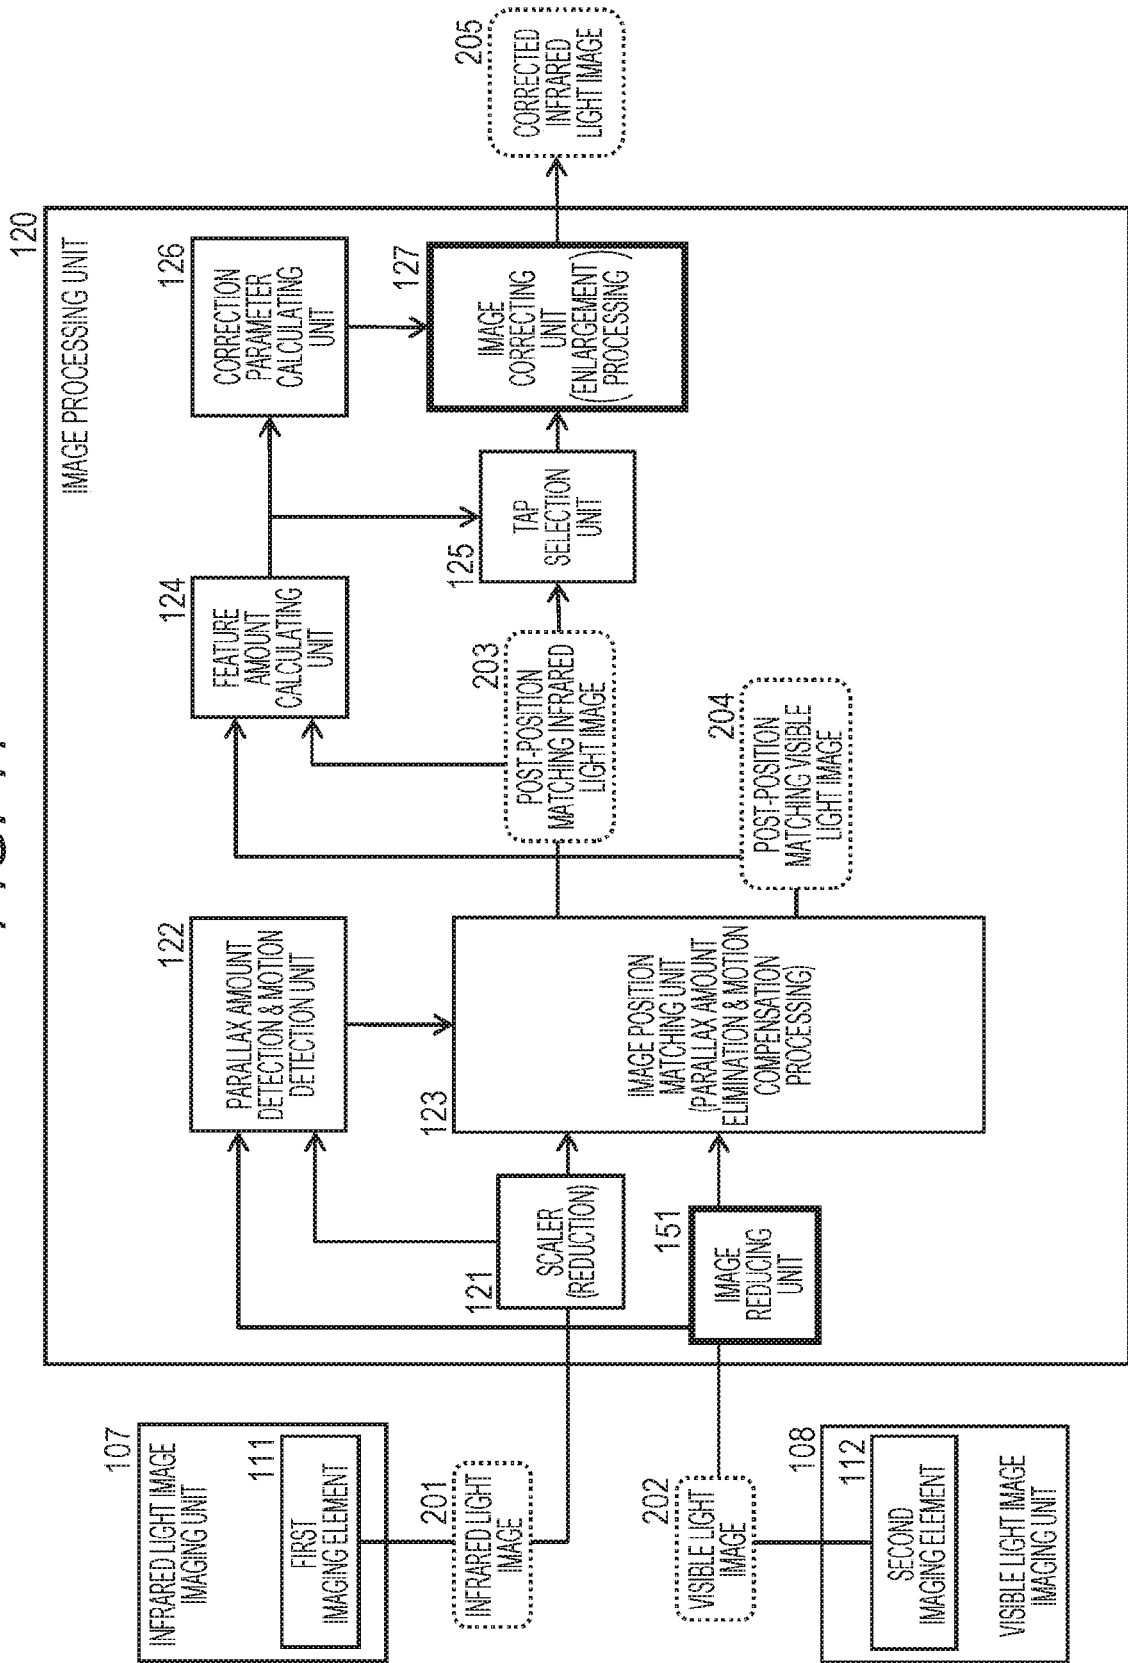 120
IMAGE PROCESSING UNIT
107
INFRARED LIGHT IMAGE
IMAGING UNIT
111
FIRST
IMAGING ELEMENT
201
INFRARED LIGHT
IMAGE
202
VISIBLE LIGHT
IMAGE
108
112
SECOND
IMAGING ELEMENT
VISIBLE LIGHT IMAGE
IMAGING UNIT
121
SCALER
(REDUCTION)
151
IMAGE
REDUCING
UNIT
122
PARALLAX AMOUNT
DETECTION & MOTION
DETECTION UNIT
123
IMAGE POSITION
MATCHING UNIT
(PARALLAX AMOUNT
ELIMINATION & MOTION
COMPENSATION
PROCESSING)
203
POST-POSITION
MATCHING INFRARED
LIGHT IMAGE
204
POST-POSITION
MATCHING VISIBLE
LIGHT IMAGE
124
FEATURE
AMOUNT
CALCULATING
UNIT
125
TAP
SELECTION
UNIT
126
CORRECTION
PARAMETER
CALCULATING
UNIT
127
IMAGE
CORRECTING
UNIT
(ENLARGEMENT
PROCESSING)
205
CORRECTED
INFRARED
LIGHT IMAGE